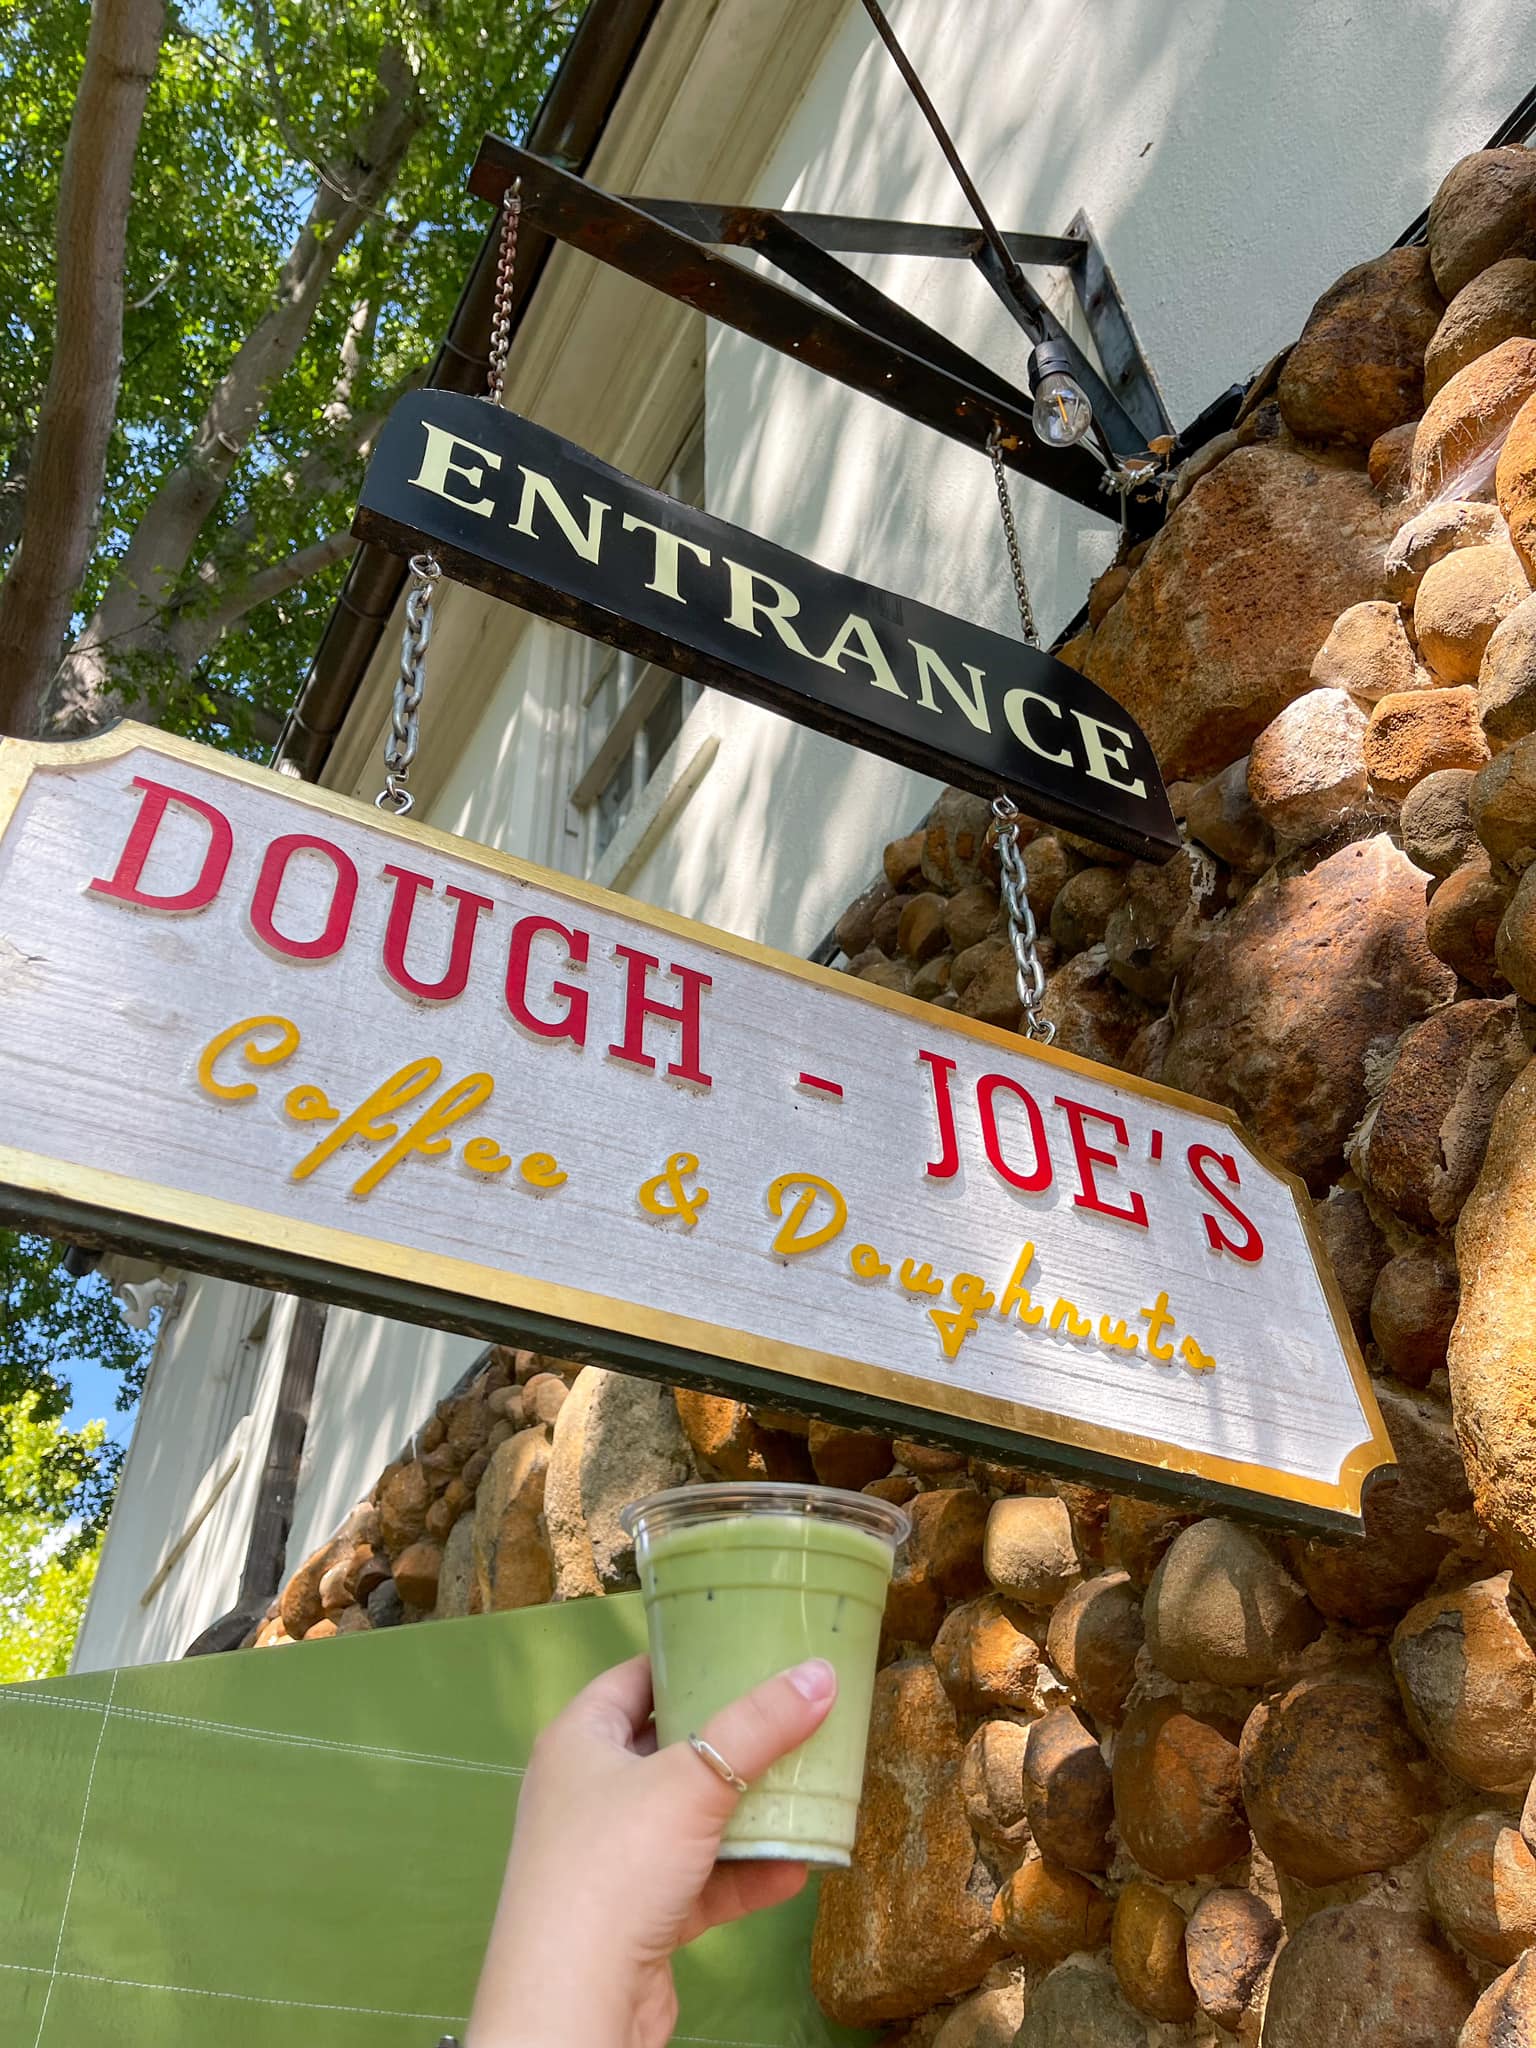 ENTRANCE
DOUGH - JOE'S
Coffee & Doughnuts